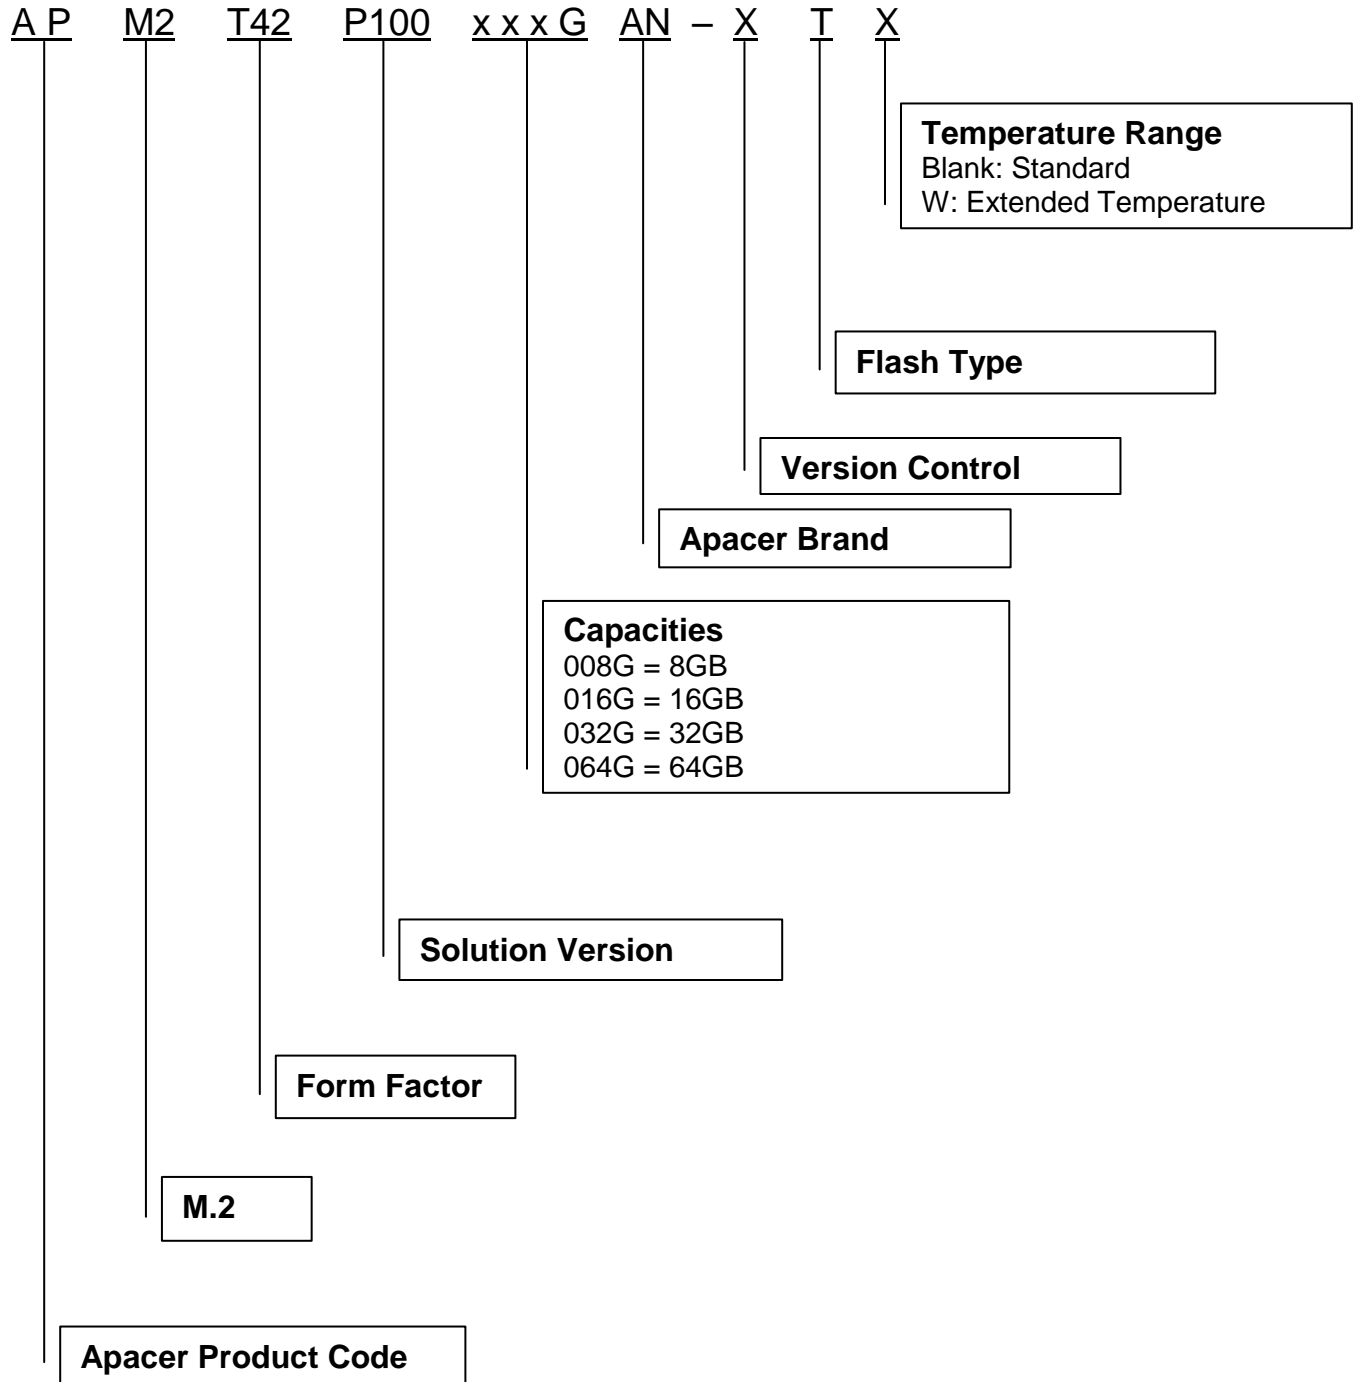 A P M2 T42 P100 x x x G AN – X T X
Temperature Range
Blank: Standard
W: Extended Temperature
Flash Type
Version Control
Apacer Brand
Capacities
008G = 8GB
016G = 16GB
032G = 32GB
064G = 64GB
Solution Version
Form Factor
M.2
Apacer Product Code